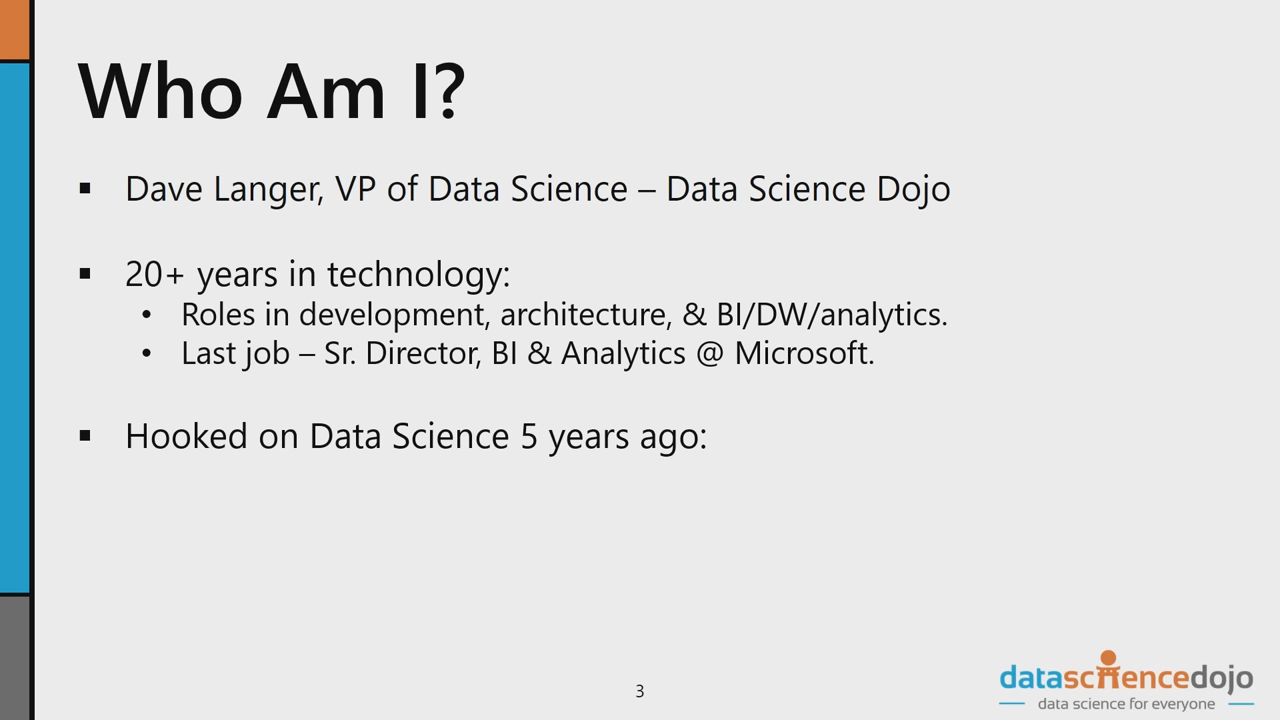 Who Am I?
▪ Dave Langer, VP of Data Science – Data Science Dojo
▪ 20+ years in technology:
• Roles in development, architecture, & BI/DW/analytics.
• Last job – Sr. Director, BI & Analytics @ Microsoft.
▪ Hooked on Data Science 5 years ago:
datasciencedojo
data science for everyone
3